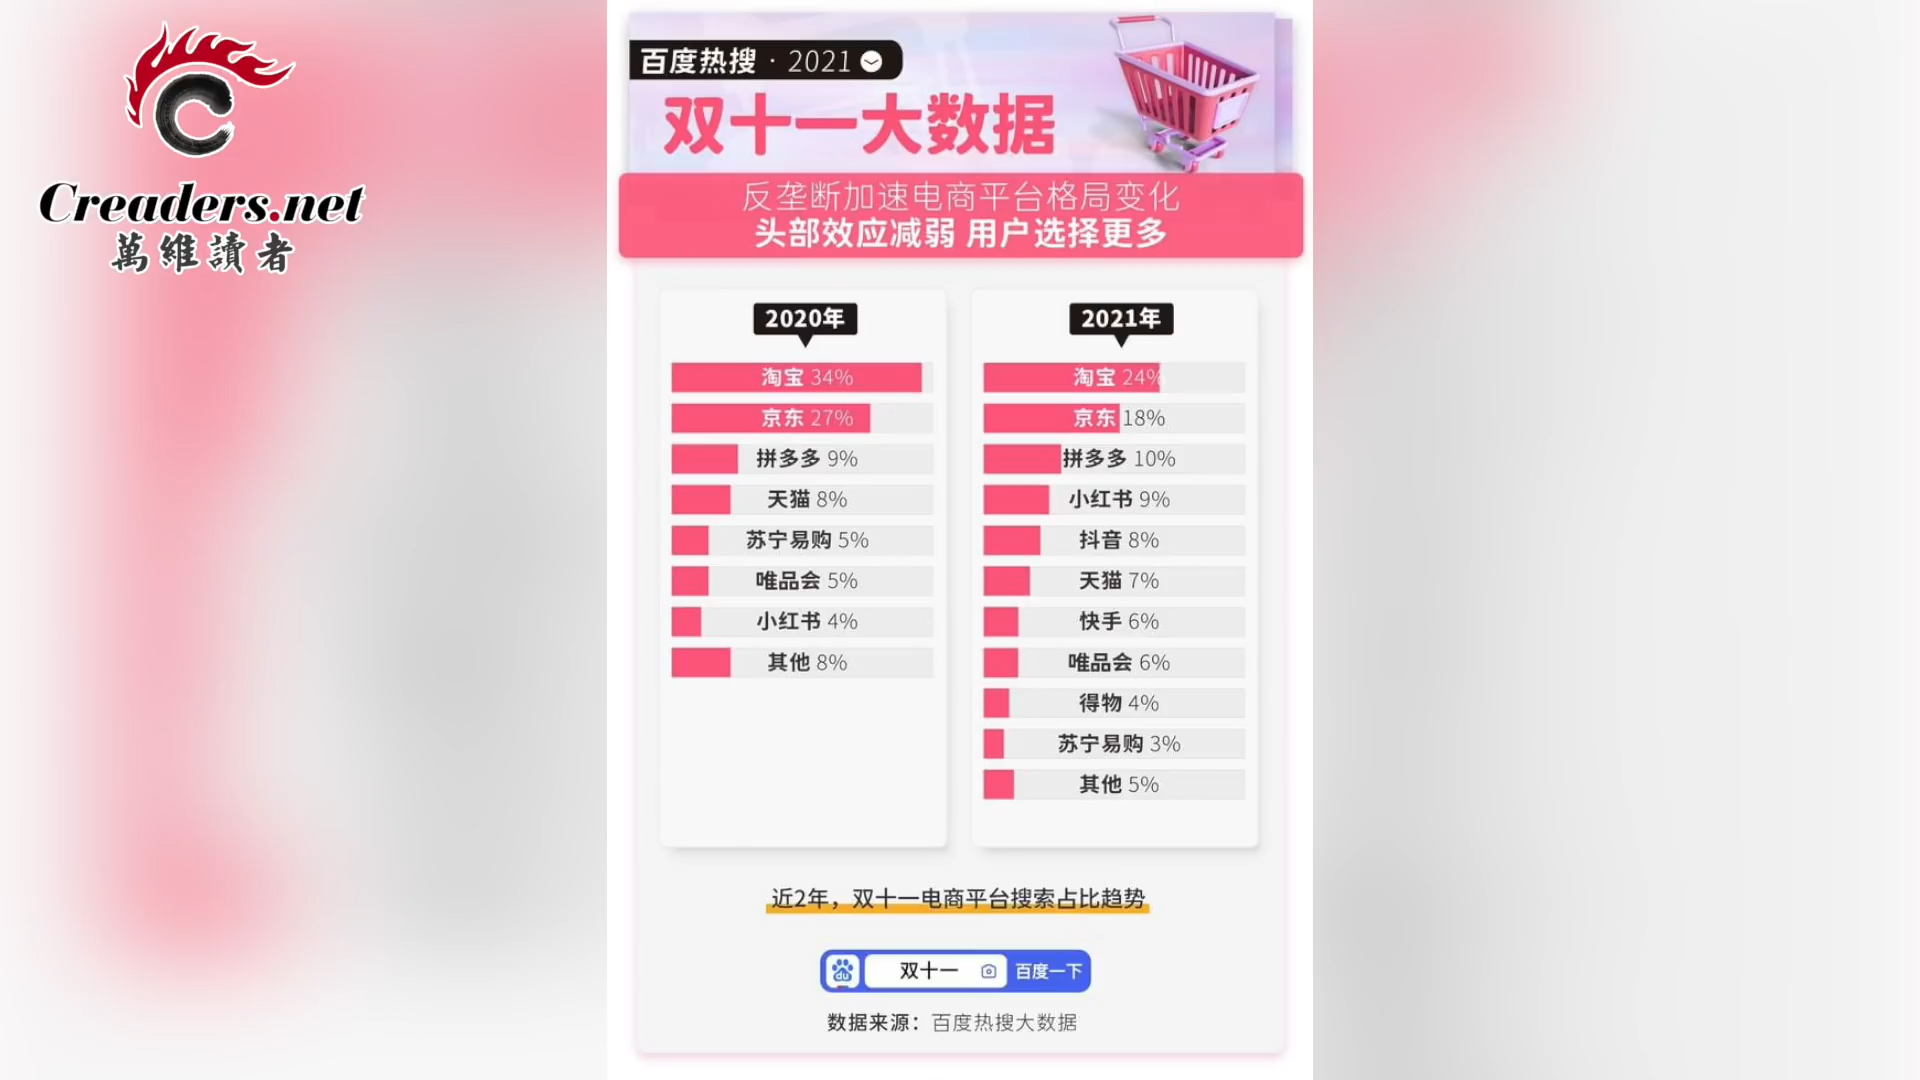 Creaders.net
萬維讀者
百度热搜 · 2021
双十一大数据
反垄断加速电商平台格局变化
头部效应减弱 用户选择更多
2020年
淘宝 34%
京东 27%
拼多多 9%
天猫 8%
苏宁易购 5%
唯品会 5%
小红书 4%
其他 8%
2021年
淘宝 24%
京东 18%
拼多多 10%
小红书 9%
抖音 8%
天猫 7%
快手 6%
唯品会 6%
得物 4%
苏宁易购 3%
其他 5%
近2年，双十一电商平台搜索占比趋势
du 双十一 百度一下
数据来源：百度热搜大数据